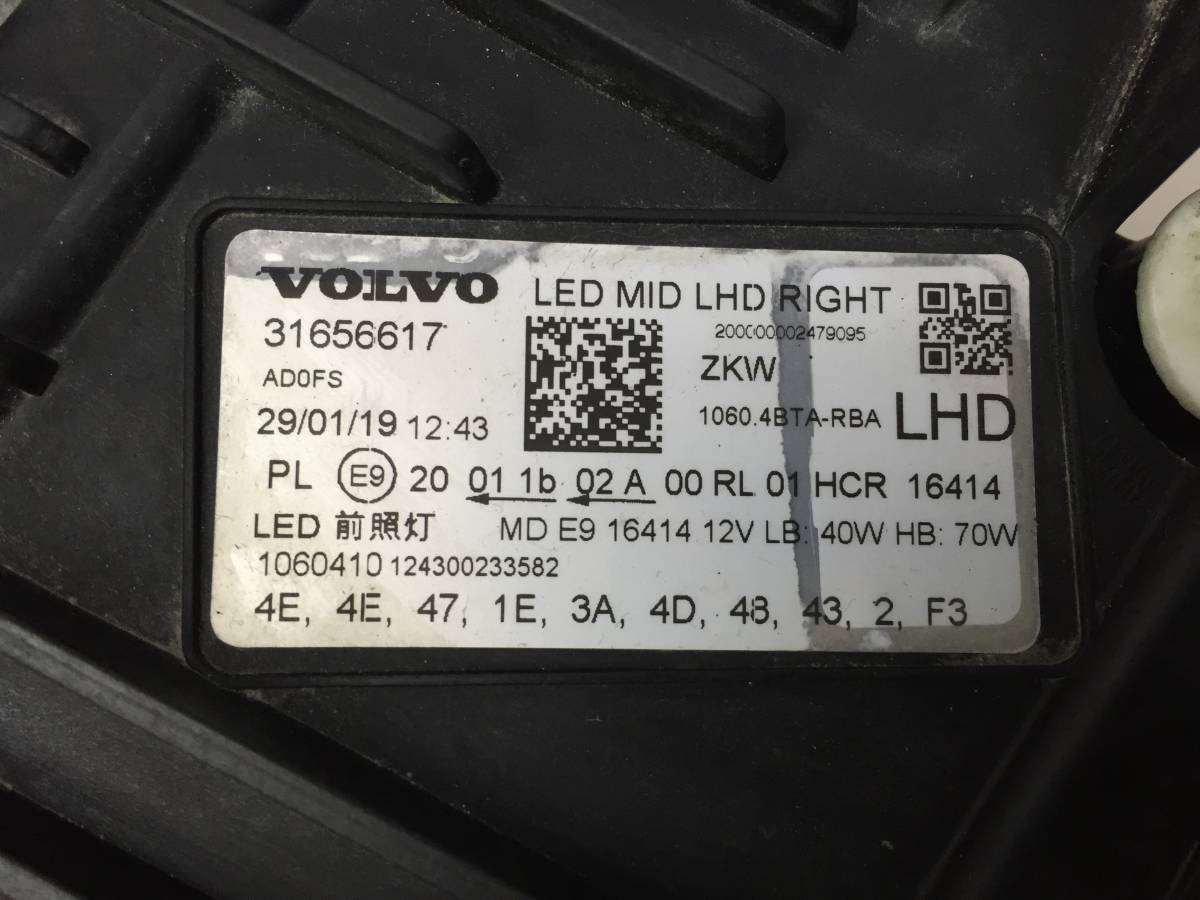 VOLVO LED MID LHD RIGHT
31656617 200000002479095
AD0FS ZKW
29/01/19 12:43 1060.4BTA-RBA LHD
PL E9 20 01 1b 02 A 00 RL 01 HCR 16414
LED 前照灯 MD E9 16414 12V LB: 40W HB: 70W
1060410 124300233582
4E, 4E, 47, 1E, 3A, 4D, 48, 43, 2, F3